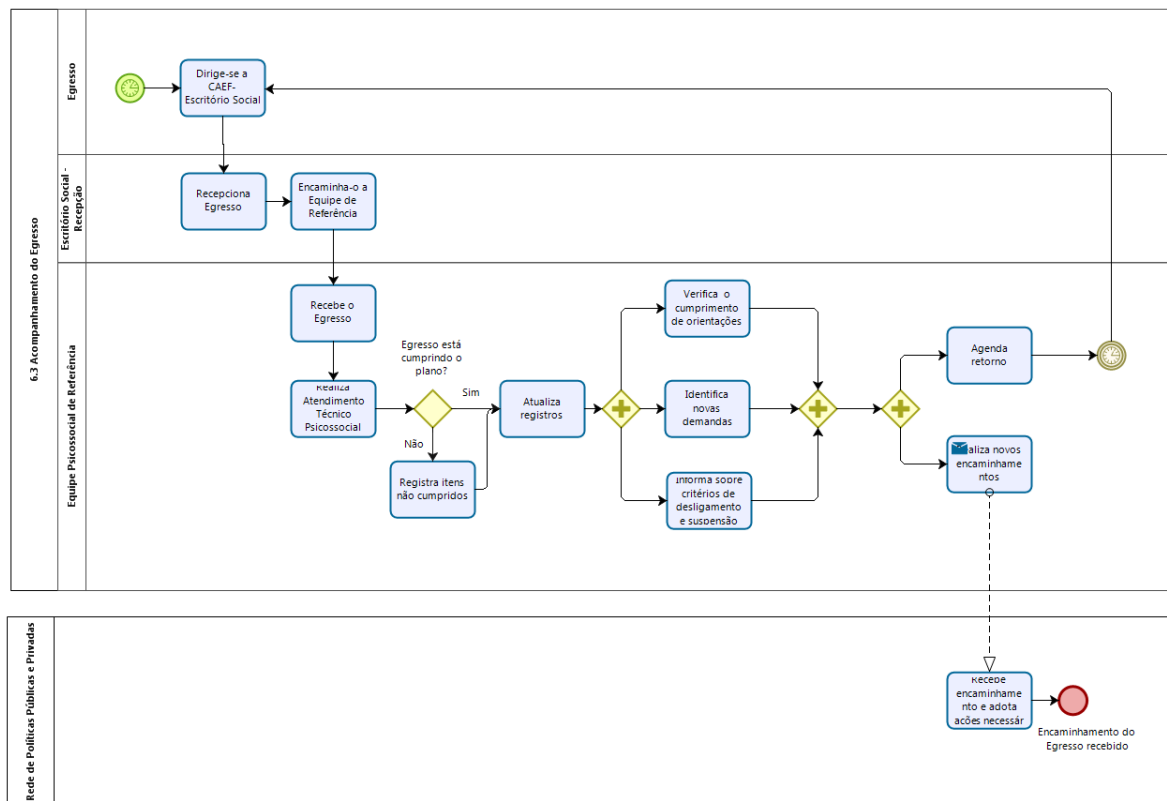 6.3 Acompanhamento do Egresso
Egresso
Dirige-se a
CAEF-
Escritório Social
Escritório Social -
Recepção
Recepciona
Egresso
Encaminha-o a
Equipe de
Referência
Equipe Psicossocial de Referência
Recebe o
Egresso
Realiza
Atendimento
Técnico
Psicossocial
Egresso está
cumprindo o
plano?
Sim
Não
Registra itens
não cumpridos
Atualiza
registros
Verifica o
cumprimento
de orientações
Identifica
novas
demandas
Informa sobre
critérios de
desligamento
e suspensão
Agenda
retorno
aliza novos
encaminhame
ntos
Rede de Políticas Públicas e Privadas
Recebe
encaminhame
nto e adota
ações necessár
Encaminhamento do
Egresso recebido